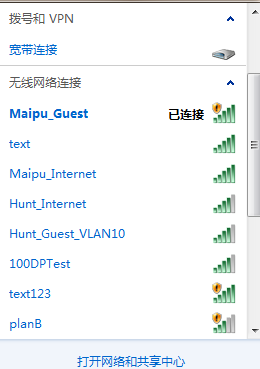 拨号和 VPN
宽带连接
无线网络连接
Maipu_Guest 已连接
text
Maipu_Internet
Hunt_Internet
Hunt_Guest_VLAN10
100DPTest
text123
planB
打开网络和共享中心